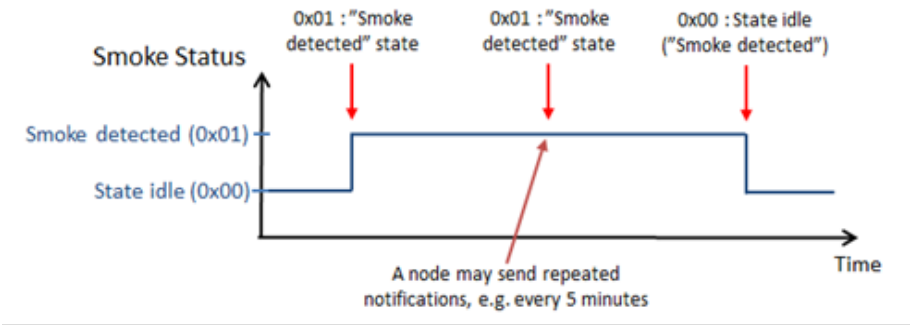 0x01 : ”Smoke
detected” state
0x01 : ”Smoke
detected” state
0x00 : State idle
(”Smoke detected”)
Smoke Status
Smoke detected (0x01)
State idle (0x00)
Time
A node may send repeated
notifications, e.g. every 5 minutes